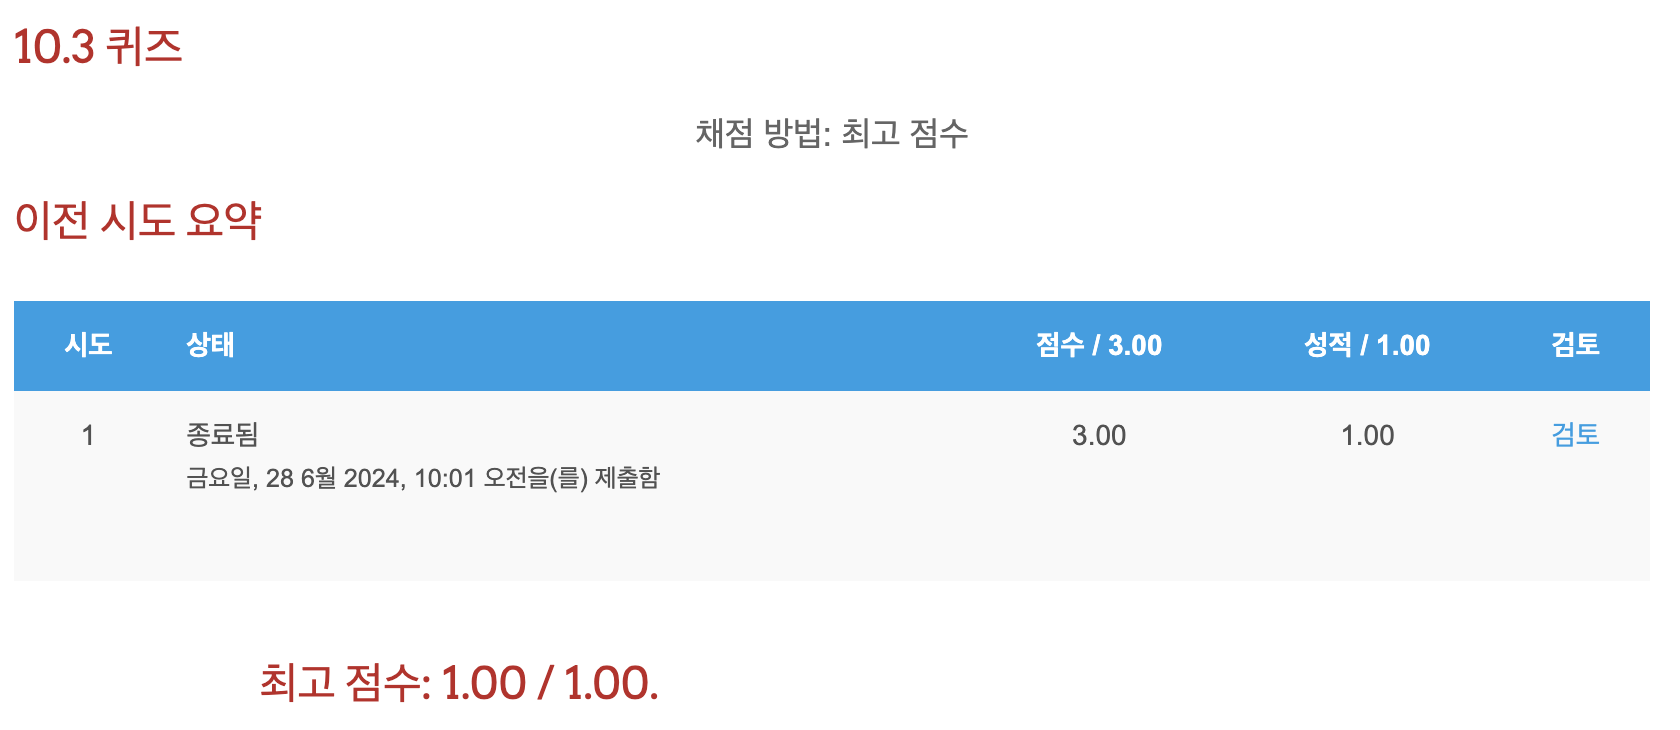 10.3 퀴즈
채점 방법: 최고 점수
이전 시도 요약
시도 상태 점수 / 3.00 성적 / 1.00 검토
1 종료됨 3.00 1.00 검토
금요일, 28 6월 2024, 10:01 오전을(를) 제출함
최고 점수: 1.00 / 1.00.